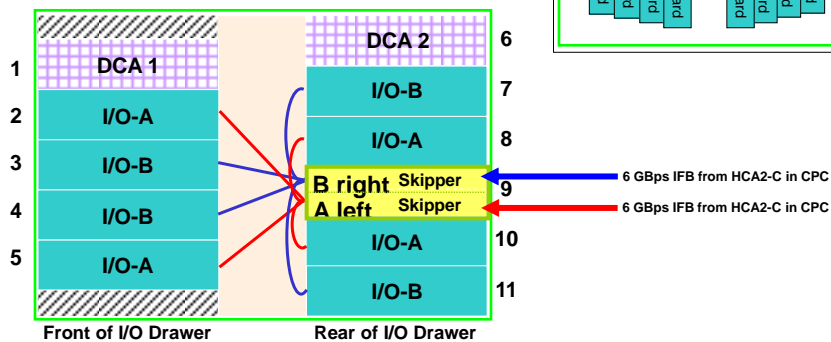 DCA 2
6
DCA 1
1
I/O-B
7
2
I/O-A
I/O-A
8
3
I/O-B
B right Skipper
6 GBps IFB from HCA2-C in CPC
9
4
I/O-B
A left Skipper
6 GBps IFB from HCA2-C in CPC
I/O-A
10
5
I/O-A
I/O-B
11
Front of I/O Drawer
Rear of I/O Drawer